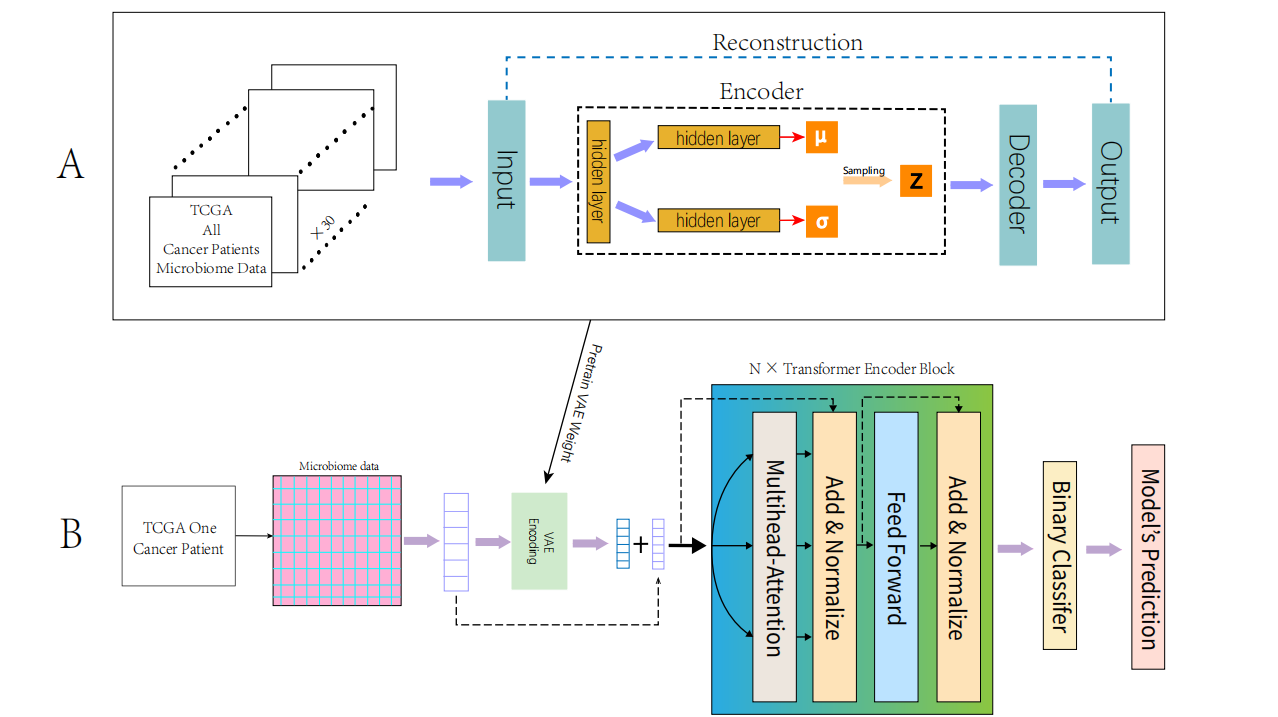 A
TCGA
All
Cancer Patients
Microbiome Data
×30
Reconstruction
Input
Encoder
hidden layer
hidden layer
μ
hidden layer
σ
Sampling
Z
Decoder
Output
Pretrain VAE Weight
B
TCGA One
Cancer Patient
Microbiome data
VAE
Encoding
+
N × Transformer Encoder Block
Multihead-Attention
Add & Normalize
Feed Forward
Add & Normalize
Binary Classifer
Model's Prediction